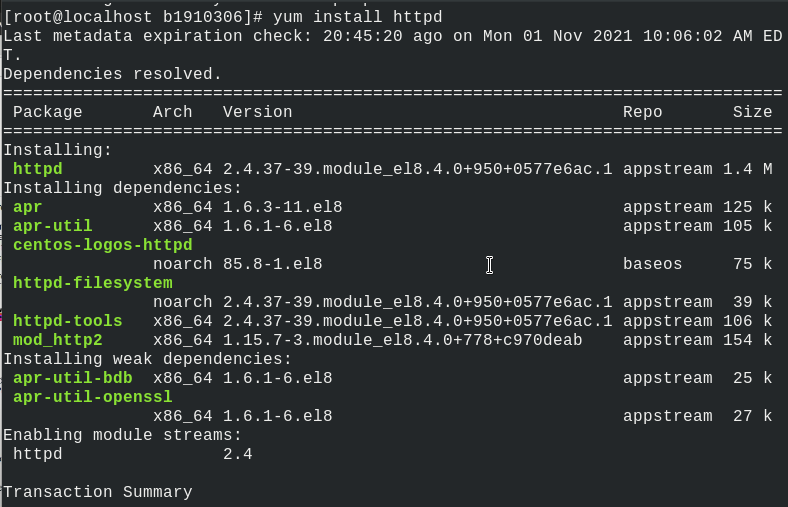 [root@localhost b1910306]# yum install httpd
Last metadata expiration check: 20:45:20 ago on Mon 01 Nov 2021 10:06:02 AM ED
T.
Dependencies resolved.
==============================================================================
 Package       Arch   Version                                 Repo       Size
==============================================================================
Installing:
 httpd         x86_64 2.4.37-39.module_el8.4.0+950+0577e6ac.1 appstream 1.4 M
Installing dependencies:
 apr           x86_64 1.6.3-11.el8                            appstream 125 k
 apr-util      x86_64 1.6.1-6.el8                             appstream 105 k
 centos-logos-httpd
               noarch 85.8-1.el8                              baseos     75 k
 httpd-filesystem
               noarch 2.4.37-39.module_el8.4.0+950+0577e6ac.1 appstream  39 k
 httpd-tools   x86_64 2.4.37-39.module_el8.4.0+950+0577e6ac.1 appstream 106 k
 mod_http2     x86_64 1.15.7-3.module_el8.4.0+778+c970deab    appstream 154 k
Installing weak dependencies:
 apr-util-bdb  x86_64 1.6.1-6.el8                             appstream  25 k
 apr-util-openssl
               x86_64 1.6.1-6.el8                             appstream  27 k
Enabling module streams:
 httpd                2.4

Transaction Summary